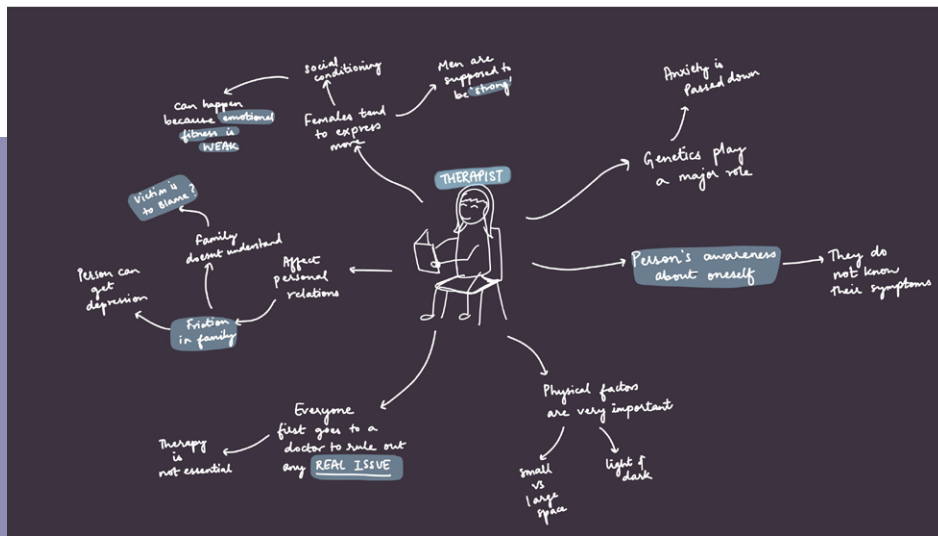 THERAPIST
Females tend
to express
more
social
conditioning
can happen
because emotional
fitness is
WEAK
Men are
supposed to
be 'strong'
Genetics play
a major role
Anxiety is
Passed down
Person's awareness
about oneself
They do
not know
their symptoms
Physical factors
are very important
small
vs
large
space
light &
dark
Everyone
first goes to a
doctor to rule out
any REAL ISSUE
Therapy
is
not essential
Affect
personal
relations
Friction
in family
Family
doesnt understand
Victim is
to Blame?
Person can
get
depression